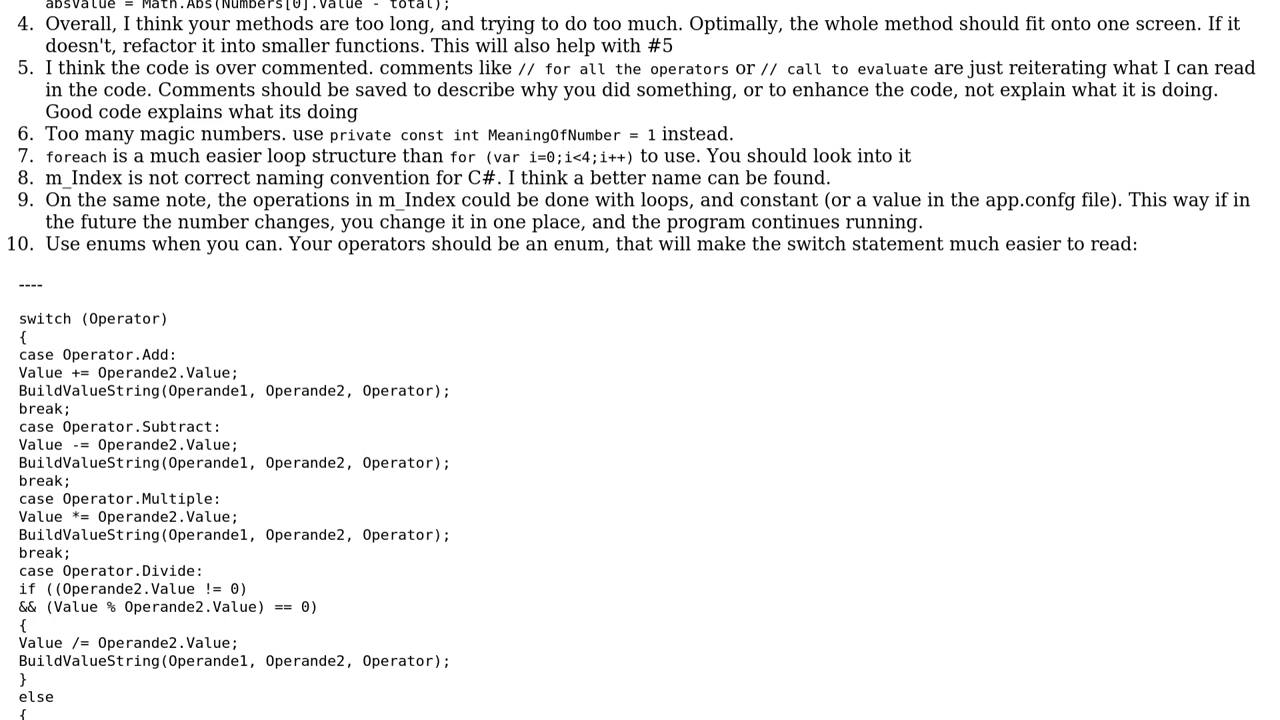 absValue = Math.Abs(Numbers[0].Value - total);
4. Overall, I think your methods are too long, and trying to do too much. Optimally, the whole method should fit onto one screen. If it
doesn't, refactor it into smaller functions. This will also help with #5
5. I think the code is over commented. comments like // for all the operators or // call to evaluate are just reiterating what I can read
in the code. Comments should be saved to describe why you did something, or to enhance the code, not explain what it is doing.
Good code explains what its doing
6. Too many magic numbers. use private const int MeaningOfNumber = 1 instead.
7. foreach is a much easier loop structure than for (var i=0;i<4;i++) to use. You should look into it
8. m_Index is not correct naming convention for C#. I think a better name can be found.
9. On the same note, the operations in m_Index could be done with loops, and constant (or a value in the app.confg file). This way if in
the future the number changes, you change it in one place, and the program continues running.
10. Use enums when you can. Your operators should be an enum, that will make the switch statement much easier to read:
----
switch (Operator)
{
case Operator.Add:
Value += Operande2.Value;
BuildValueString(Operande1, Operande2, Operator);
break;
case Operator.Subtract:
Value -= Operande2.Value;
BuildValueString(Operande1, Operande2, Operator);
break;
case Operator.Multiple:
Value *= Operande2.Value;
BuildValueString(Operande1, Operande2, Operator);
break;
case Operator.Divide:
if ((Operande2.Value != 0)
&& (Value % Operande2.Value) == 0)
{
Value /= Operande2.Value;
BuildValueString(Operande1, Operande2, Operator);
}
else
{